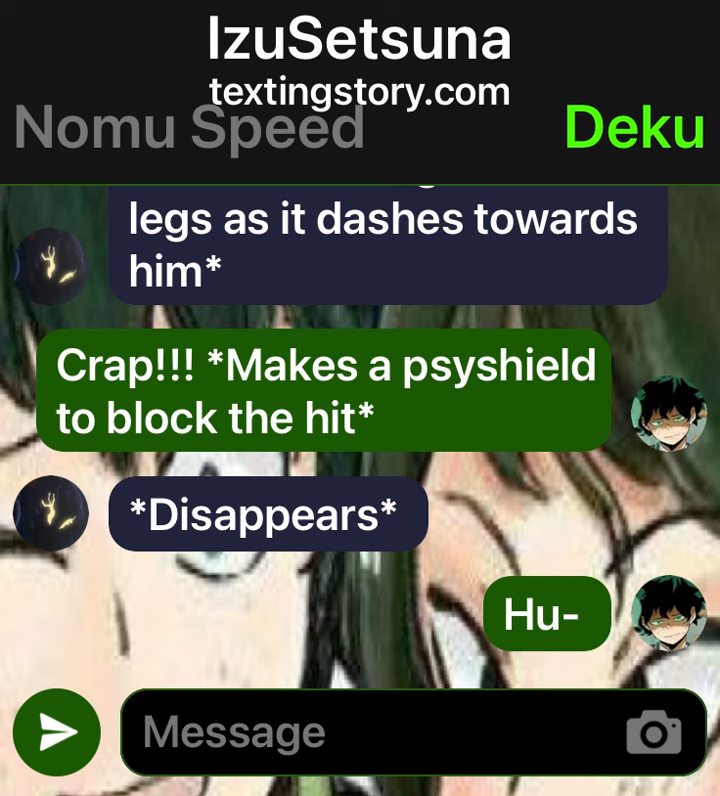 IzuSetsuna
textingstory.com
Nomu Speed
Deku
legs as it dashes towards
him*
Crap!!! *Makes a psyshield
to block the hit*
*Disappears*
Hu-
Message